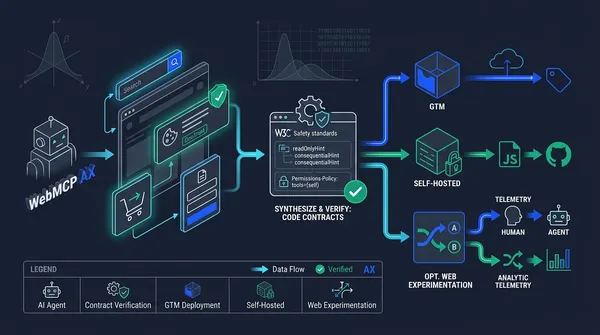 Search
Contract
WebMCP AX
W3C Safety standards
readOnlyHint
consequentialHint
consequentialHint
Permissions-Policy:
tools=(self)
SYNTHESIZE & VERIFY:
CODE CONTRACTS
GTM
SELF-HOSTED
JS
A
B
OPT. WEB
EXPERIMENTATION
TELEMETRY
HUMAN
AGENT
ANALYTIC
TELEMETRY
LEGEND
Data Flow
Verified
AX
AI Agent
Contract Verification
GTM Deployment
Self-Hosted
Web Experimentation